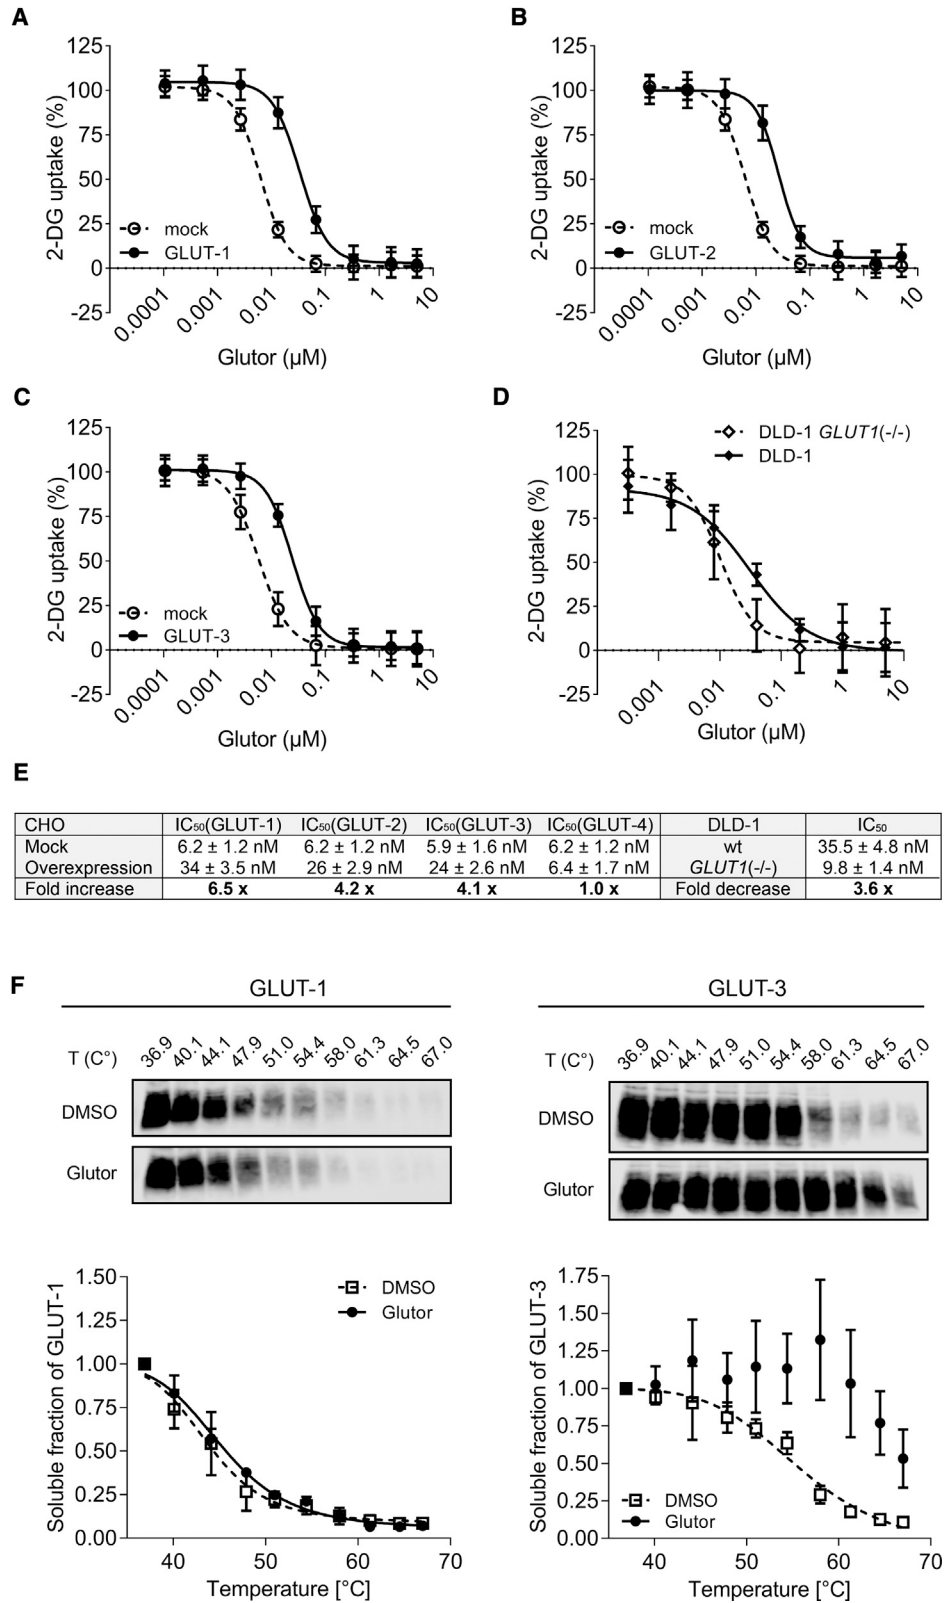 A
125
100
75
50
25
0
-25
2-DG uptake (%)
mock
GLUT-1
0.0001
0.001
0.01
0.1
1
10
Glutor (µM)
B
125
100
75
50
25
0
-25
2-DG uptake (%)
mock
GLUT-2
0.0001
0.001
0.01
0.1
1
10
Glutor (µM)
C
125
100
75
50
25
0
-25
2-DG uptake (%)
mock
GLUT-3
0.0001
0.001
0.01
0.1
1
10
Glutor (µM)
D
125
100
75
50
25
0
-25
2-DG uptake (%)
DLD-1 GLUT1(-/-)
DLD-1
0.001
0.01
0.1
1
10
Glutor (µM)
E
CHO IC50(GLUT-1) IC50(GLUT-2) IC50(GLUT-3) IC50(GLUT-4) DLD-1 IC50
Mock 6.2 ± 1.2 nM 6.2 ± 1.2 nM 5.9 ± 1.6 nM 6.2 ± 1.2 nM wt 35.5 ± 4.8 nM
Overexpression 34 ± 3.5 nM 26 ± 2.9 nM 24 ± 2.6 nM 6.4 ± 1.7 nM GLUT1(-/-) 9.8 ± 1.4 nM
Fold increase 6.5 x 4.2 x 4.1 x 1.0 x Fold decrease 3.6 x
F
GLUT-1
T (C°) 36.9 40.1 44.1 47.9 51.0 54.4 58.0 61.3 64.5 67.0
DMSO
Glutor
GLUT-3
T (C°) 36.9 40.1 44.1 47.9 51.0 54.4 58.0 61.3 64.5 67.0
DMSO
Glutor
1.50
1.25
1.00
0.75
0.50
0.25
0.00
Soluble fraction of GLUT-1
DMSO
Glutor
40 50 60 70
Temperature [°C]
1.75
1.50
1.25
1.00
0.75
0.50
0.25
0.00
Soluble fraction of GLUT-3
DMSO
Glutor
40 50 60 70
Temperature [°C]